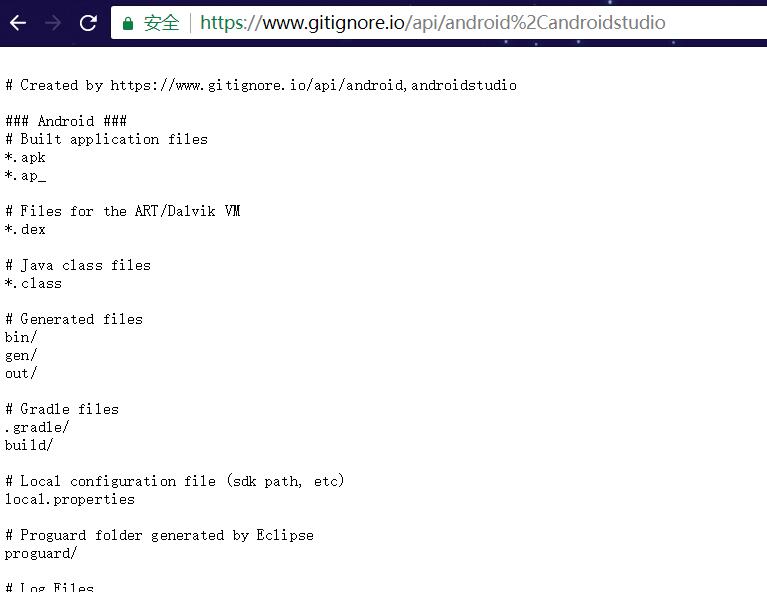 安全 https://www.gitignore.io/api/android%2Candroidstudio
# Created by https://www.gitignore.io/api/android,androidstudio
### Android ###
# Built application files
*.apk
*.ap_
# Files for the ART/Dalvik VM
*.dex
# Java class files
*.class
# Generated files
bin/
gen/
out/
# Gradle files
.gradle/
build/
# Local configuration file (sdk path, etc)
local.properties
# Proguard folder generated by Eclipse
proguard/
# Log Files